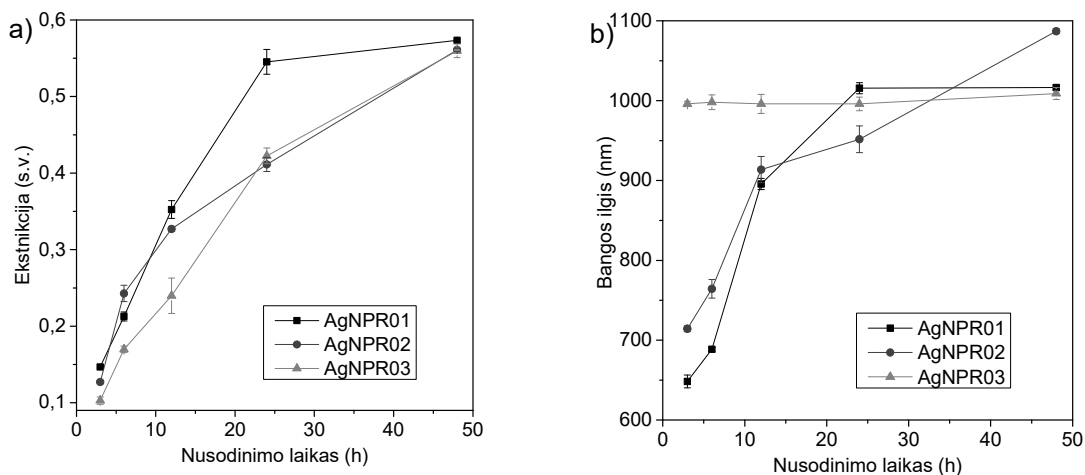 a)
Ekstnikcija (s.v.)
0,6
0,5
0,4
0,3
0,2
0,1
0
10
20
30
40
50
Nusodinimo laikas (h)
AgNPR01
AgNPR02
AgNPR03
b)
Bangos ilgis (nm)
1100
1000
900
800
700
600
0
10
20
30
40
50
Nusodinimo laikas (h)
AgNPR01
AgNPR02
AgNPR03